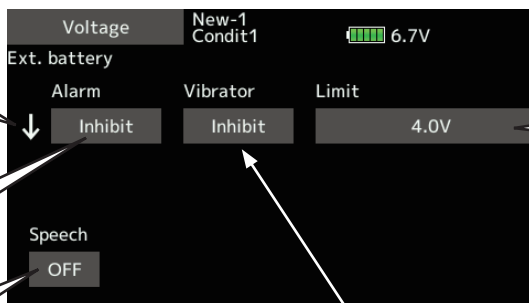 Voltage
New-1
Condit1
6.7V
Ext. battery
Alarm Vibrator Limit
↓ Inhibit Inhibit 4.0V
Speech
OFF